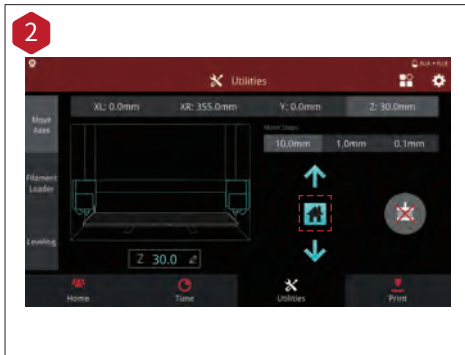 2
Utilities
XL: 0.0mm XR: 355.0mm Y: 0.0mm Z: 30.0mm
Move Steps
Move
Axes
10.0mm 1.0mm 0.1mm
Filament
Loader
Leveling
Z 30.0
Home Tune Utilities Print